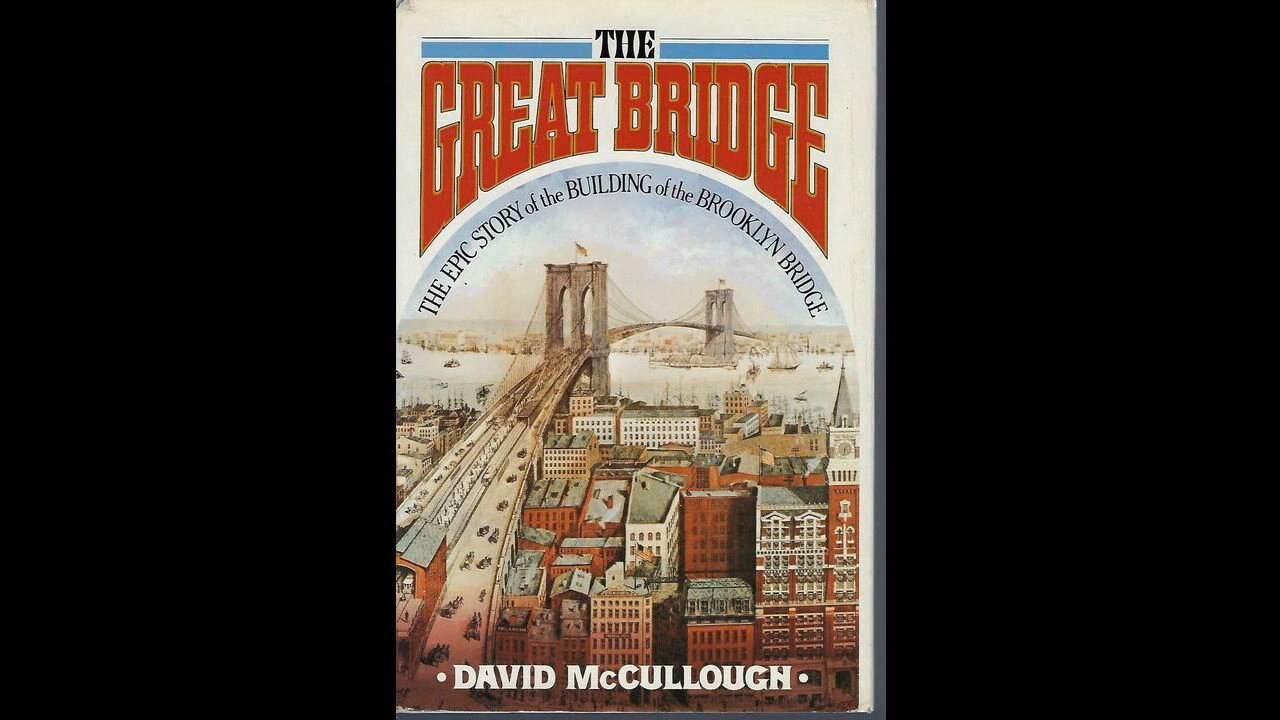 THE
GREAT BRIDGE
THE EPIC STORY of the BUILDING of the BROOKLYN BRIDGE
• DAVID McCULLOUGH •